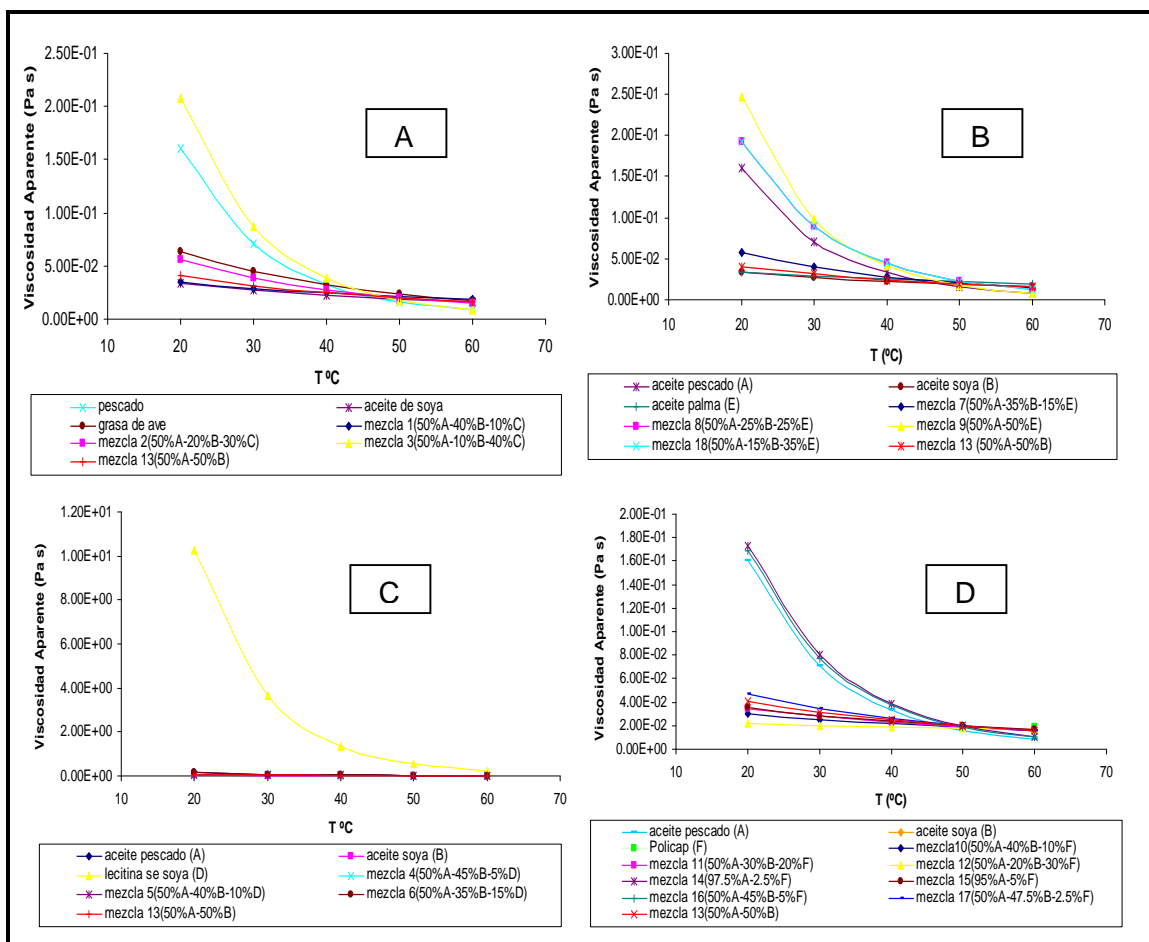 A
Viscosidad Aparente (Pa s)
2.50E-01
2.00E-01
1.50E-01
1.00E-01
5.00E-02
0.00E+00
10 20 30 40 50 60 70
T ºC
pescado
aceite de soya
grasa de ave
mezcla 1(50%A-40%B-10%C)
mezcla 2(50%A-20%B-30%C)
mezcla 3(50%A-10%B-40%C)
mezcla 13(50%A-50%B)
B
Viscosidad Aparente (Pa s)
3.00E-01
2.50E-01
2.00E-01
1.50E-01
1.00E-01
5.00E-02
0.00E+00
10 20 30 40 50 60 70
T (ºC)
aceite pescado (A)
aceite soya (B)
aceite palma (E)
mezcla 7(50%A-35%B-15%E)
mezcla 8(50%A-25%B-25%E)
mezcla 9(50%A-50%E)
mezcla 18(50%A-15%B-35%E)
mezcla 13 (50%A-50%B)
C
Viscosidad Aparente (Pa s)
1.20E+01
1.00E+01
8.00E+00
6.00E+00
4.00E+00
2.00E+00
0.00E+00
10 20 30 40 50 60 70
T ºC
aceite pescado (A)
aceite soya (B)
lecitina se soya (D)
mezcla 4(50%A-45%B-5%D)
mezcla 5(50%A-40%B-10%D)
mezcla 6(50%A-35%B-15%D)
mezcla 13(50%A-50%B)
D
Viscosidad Aparente (Pa s)
2.00E-01
1.80E-01
1.60E-01
1.40E-01
1.20E-01
1.00E-01
8.00E-02
6.00E-02
4.00E-02
2.00E-02
0.00E+00
10 20 30 40 50 60 70
T (ºC)
aceite pescado (A)
aceite soya (B)
Policap (F)
mezcla10(50%A-40%B-10%F)
mezcla 11(50%A-30%B-20%F)
mezcla 12(50%A-20%B-30%F)
mezcla 14(97.5%A-2.5%F)
mezcla 15(95%A-5%F)
mezcla 16(50%A-45%B-5%F)
mezcla 17(50%A-47.5%B-2.5%F)
mezcla 13(50%A-50%B)